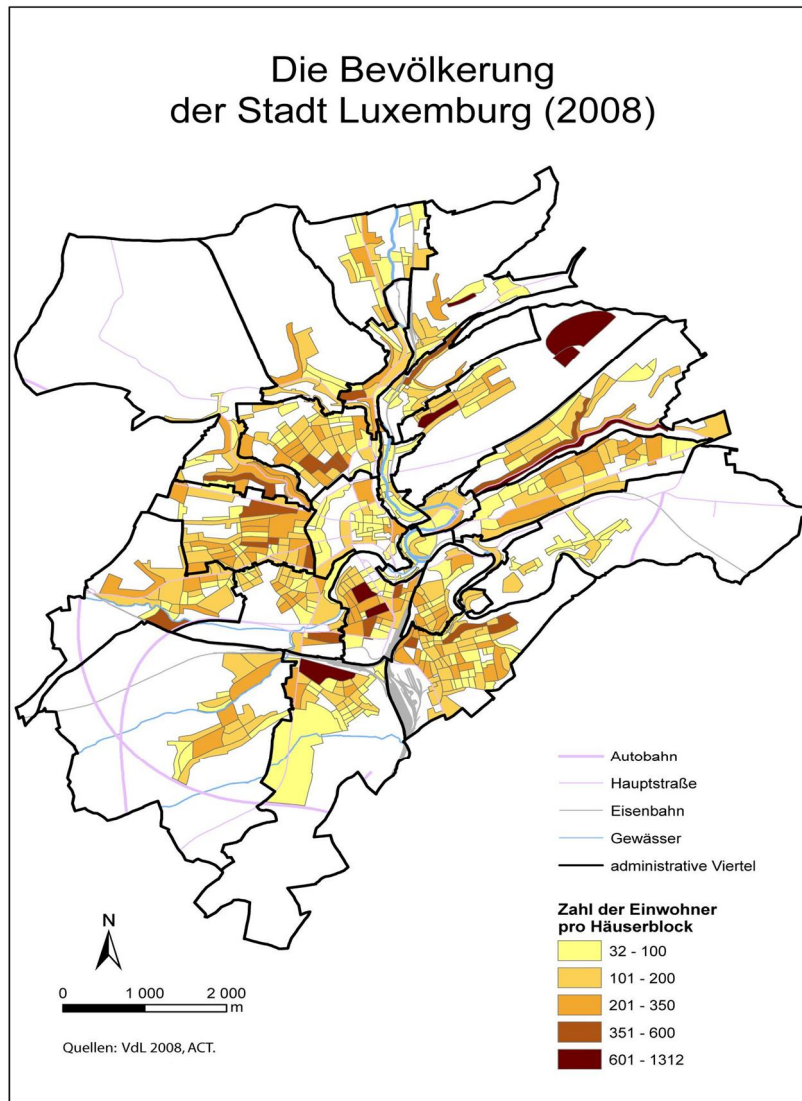 Die Bevölkerung
der Stadt Luxemburg (2008)
Autobahn
Hauptstraße
Eisenbahn
Gewässer
administrative Viertel
Zahl der Einwohner
pro Häuserblock
32 - 100
101 - 200
201 - 350
351 - 600
601 - 1312
N
0 1 000 2 000
m
Quellen: VdL 2008, ACT.